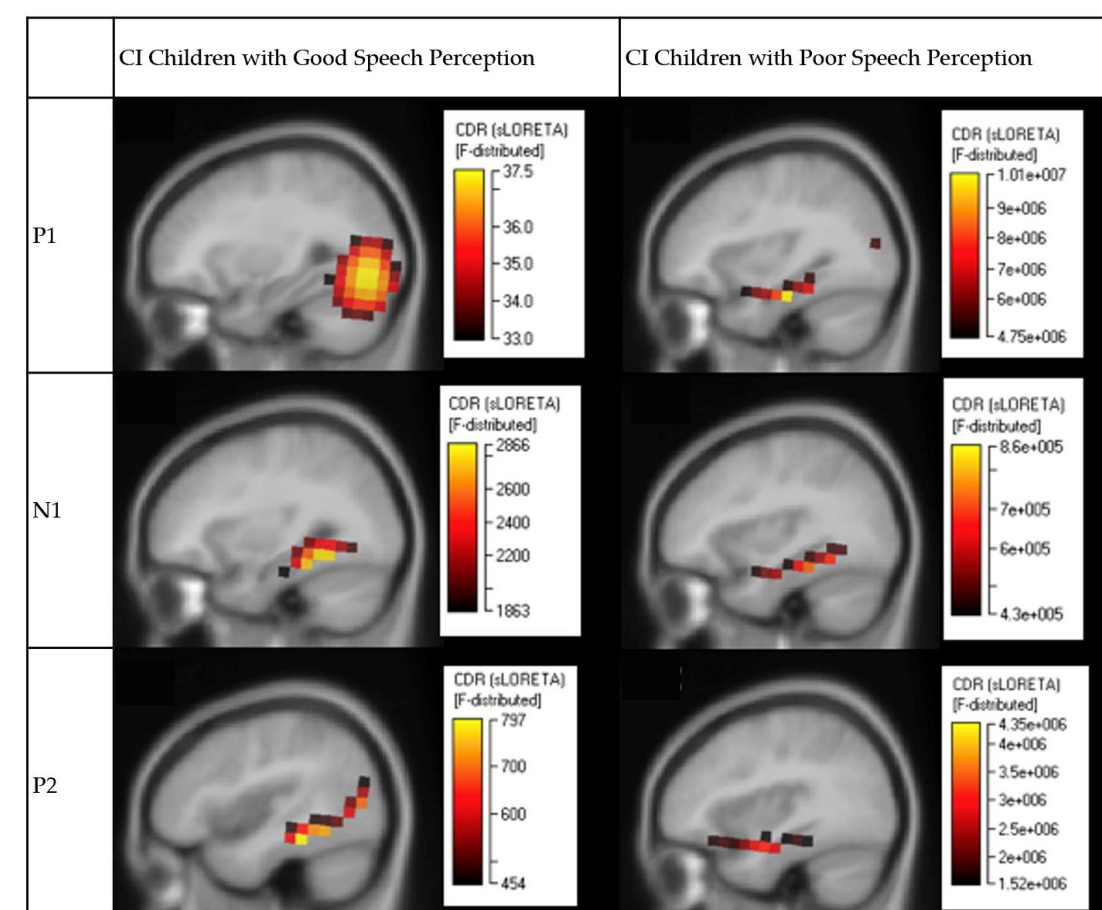 CI Children with Good Speech Perception
CI Children with Poor Speech Perception
P1
CDR (sLORETA)
[F-distributed]
37.5
36.0
35.0
34.0
33.0
CDR (sLORETA)
[F-distributed]
1.01e+007
9e+006
8e+006
7e+006
6e+006
4.75e+006
N1
CDR (sLORETA)
[F-distributed]
2866
2600
2400
2200
1863
CDR (sLORETA)
[F-distributed]
8.6e+005
7e+005
6e+005
4.3e+005
P2
CDR (sLORETA)
[F-distributed]
797
700
600
454
CDR (sLORETA)
[F-distributed]
4.35e+006
4e+006
3.5e+006
3e+006
2.5e+006
2e+006
1.52e+006